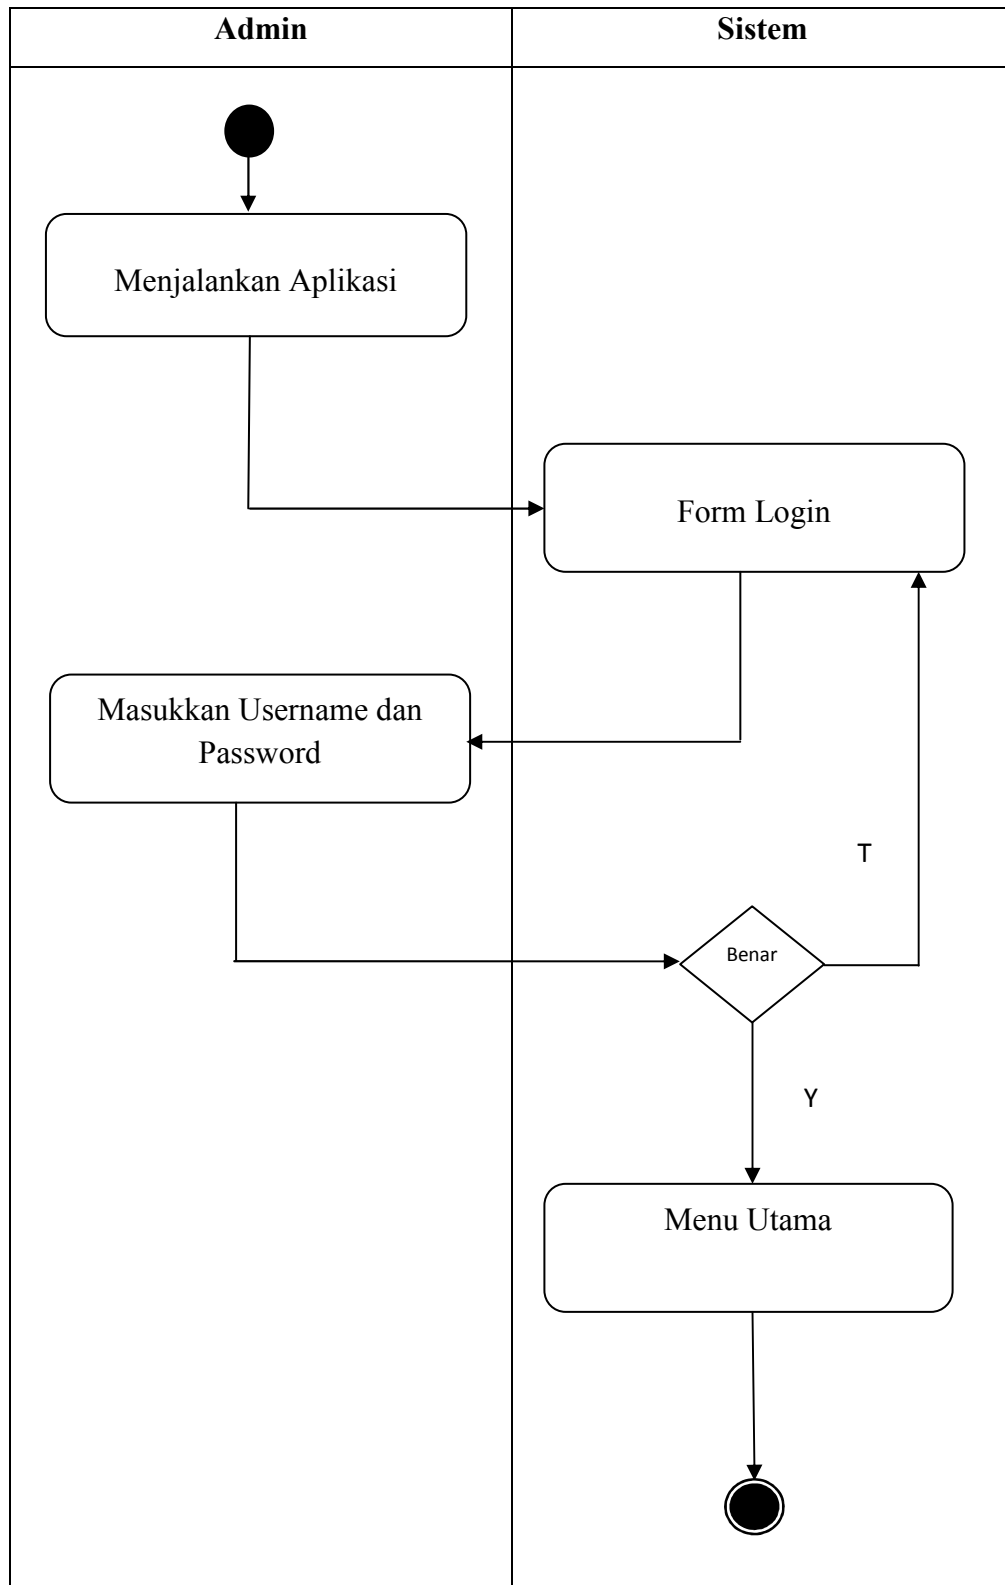 Admin
Sistem
Menjalankan Aplikasi
Form Login
Masukkan Username dan
Password
T
Benar
Y
Menu Utama